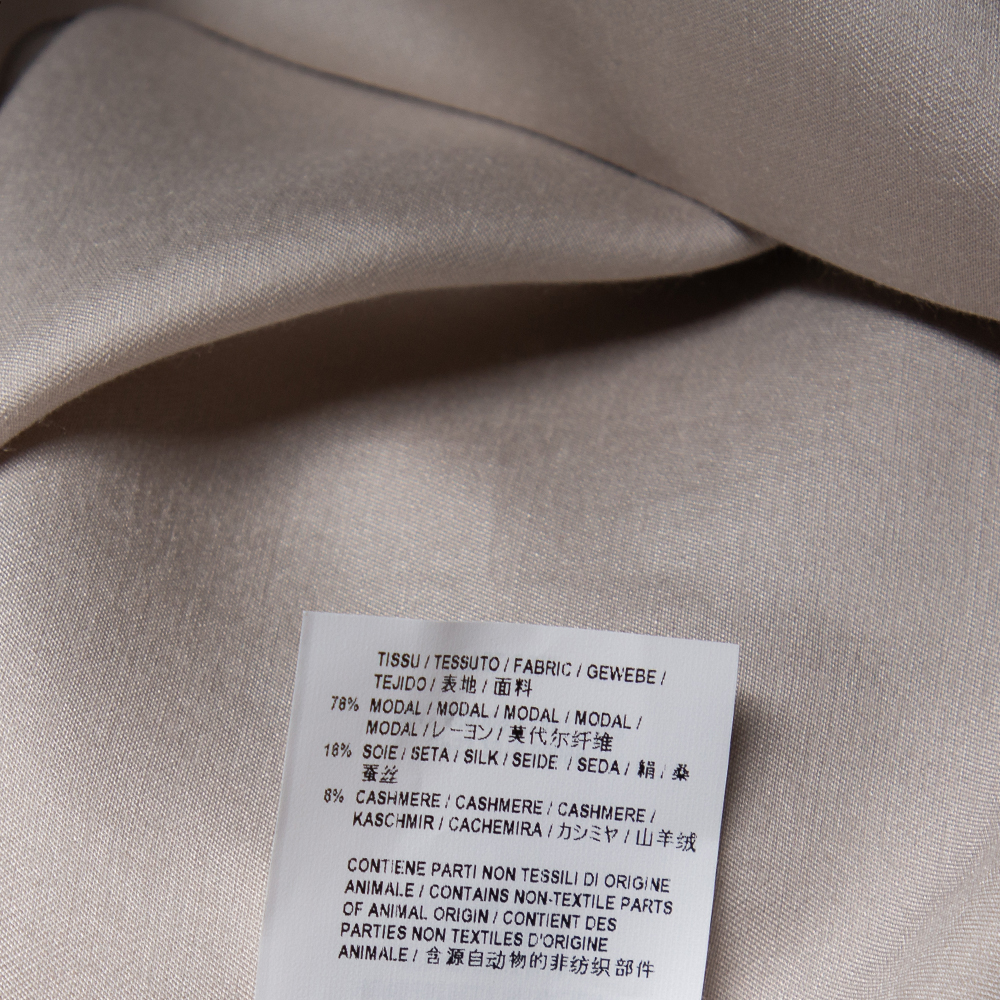 TISSU / TESSUTO / FABRIC / GEWEBE /
TEJIDO / 表地 / 面料
78% MODAL / MODAL / MODAL / MODAL /
MODAL / レーヨン / 莫代尔纤维
18% SOIE / SETA / SILK / SEIDE / SEDA / 絹 / 桑
蚕丝
8% CASHMERE / CASHMERE / CASHMERE /
KASCHMIR / CACHEMIRA / カシミヤ / 山羊绒
CONTIENE PARTI NON TESSILI DI ORIGINE
ANIMALE / CONTAINS NON-TEXTILE PARTS
OF ANIMAL ORIGIN / CONTIENT DES
PARTIES NON TEXTILES D'ORIGINE
ANIMALE / 含源自动物的非纺织部件